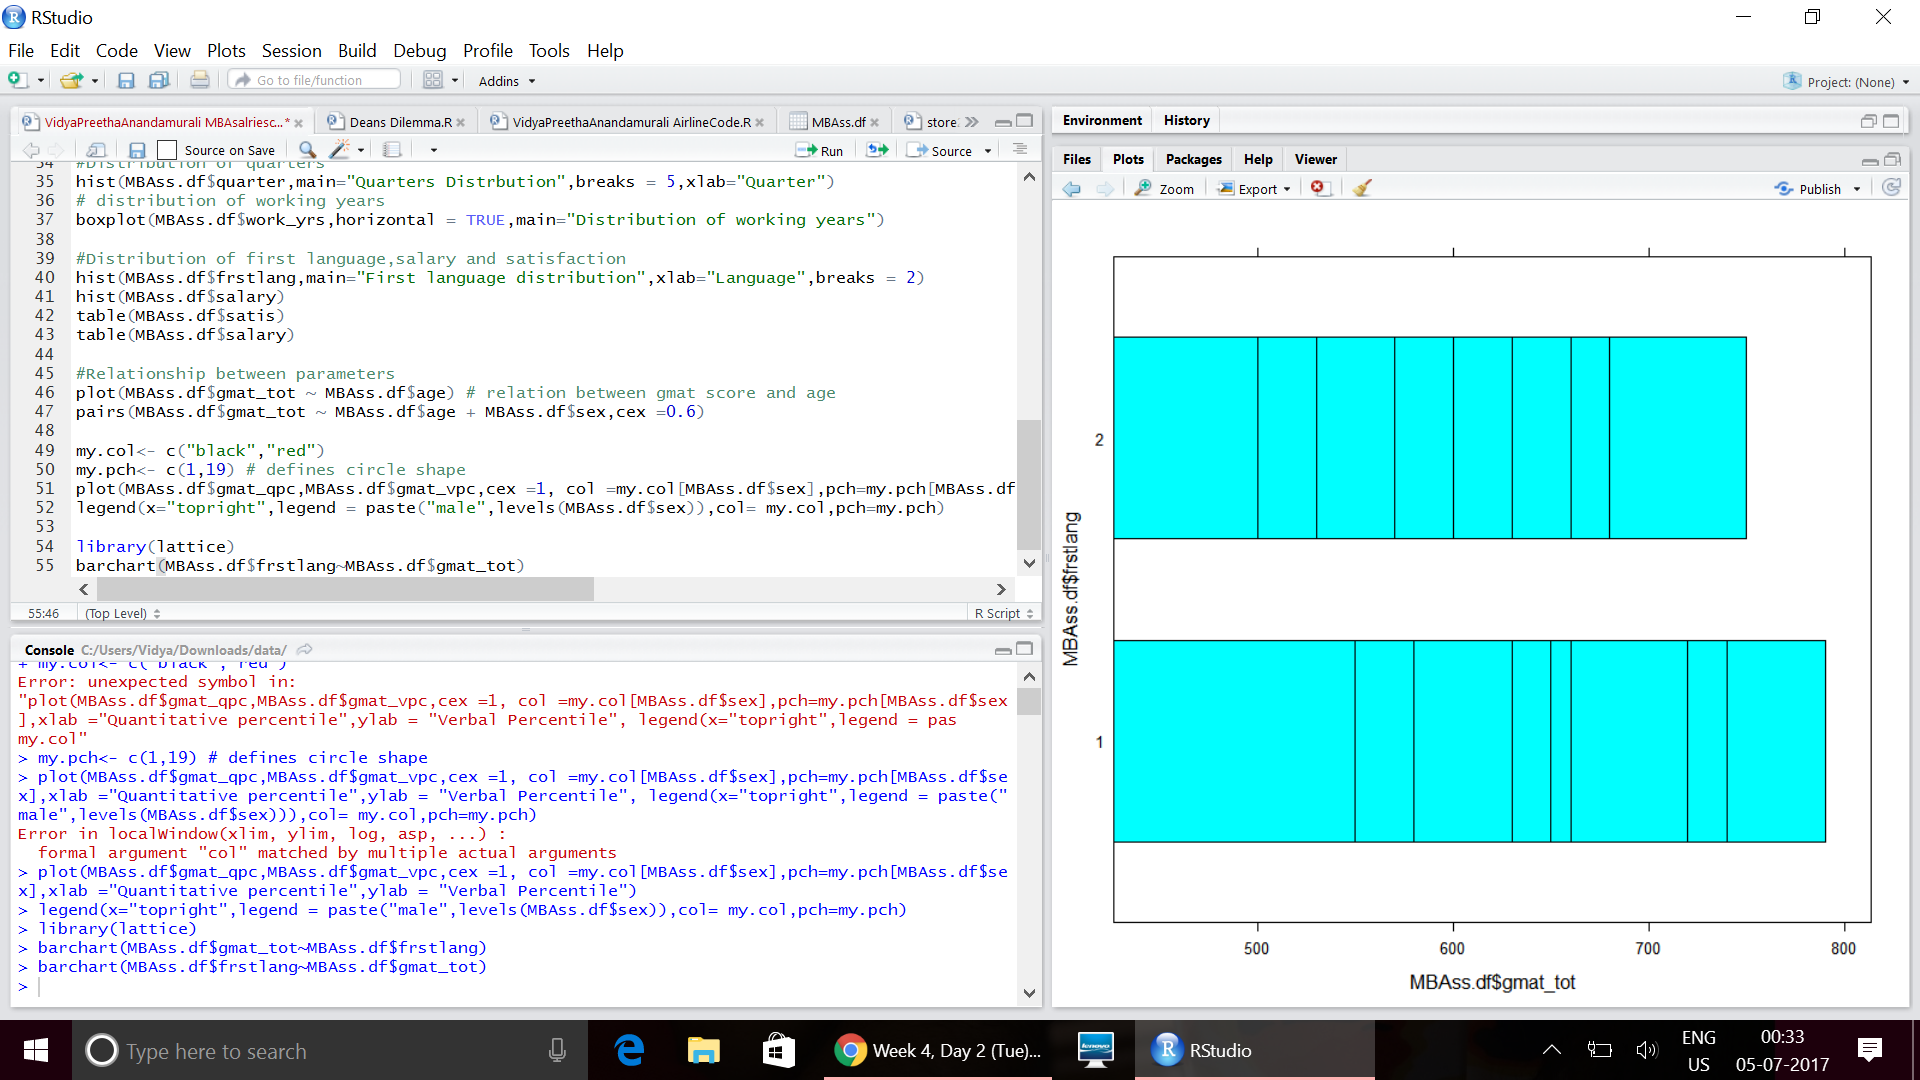 RStudio
File Edit Code View Plots Session Build Debug Profile Tools Help
Go to file/function
Addins
Project: (None)
VidyaPreethaAnandamurali MBAsalriesc...*
Deans Dilemma.R
VidyaPreethaAnandamurali AirlineCode.R
MBAss.df
store
Source on Save
Run
Source
34 #Distribution of quarters
35 hist(MBAss.df$quarter,main="Quarters Distrbution",breaks = 5,xlab="Quarter")
36 # distribution of working years
37 boxplot(MBAss.df$work_yrs,horizontal = TRUE,main="Distribution of working years")
38
39 #Distribution of first language,salary and satisfaction
40 hist(MBAss.df$frstlang,main="First language distribution",xlab="Language",breaks = 2)
41 hist(MBAss.df$salary)
42 table(MBAss.df$satis)
43 table(MBAss.df$salary)
44
45 #Relationship between parameters
46 plot(MBAss.df$gmat_tot ~ MBAss.df$age) # relation between gmat score and age
47 pairs(MBAss.df$gmat_tot ~ MBAss.df$age + MBAss.df$sex,cex =0.6)
48
49 my.col<- c("black","red")
50 my.pch<- c(1,19) # defines circle shape
51 plot(MBAss.df$gmat_qpc,MBAss.df$gmat_vpc,cex =1, col =my.col[MBAss.df$sex],pch=my.pch[MBAss.df
52 legend(x="topright",legend = paste("male",levels(MBAss.df$sex)),col= my.col,pch=my.pch)
53
54 library(lattice)
55 barchart(MBAss.df$frstlang~MBAss.df$gmat_tot)
55:46 (Top Level) R Script
Console C:/Users/Vidya/Downloads/data/
+ my.col<- c("black","red")
Error: unexpected symbol in:
"plot(MBAss.df$gmat_qpc,MBAss.df$gmat_vpc,cex =1, col =my.col[MBAss.df$sex],pch=my.pch[MBAss.df$sex
],xlab ="Quantitative percentile",ylab = "Verbal Percentile", legend(x="topright",legend = pas
my.col"
> my.pch<- c(1,19) # defines circle shape
> plot(MBAss.df$gmat_qpc,MBAss.df$gmat_vpc,cex =1, col =my.col[MBAss.df$sex],pch=my.pch[MBAss.df$se
x],xlab ="Quantitative percentile",ylab = "Verbal Percentile", legend(x="topright",legend = paste("
male",levels(MBAss.df$sex))),col= my.col,pch=my.pch)
Error in localWindow(xlim, ylim, log, asp, ...) :
formal argument "col" matched by multiple actual arguments
> plot(MBAss.df$gmat_qpc,MBAss.df$gmat_vpc,cex =1, col =my.col[MBAss.df$sex],pch=my.pch[MBAss.df$se
x],xlab ="Quantitative percentile",ylab = "Verbal Percentile")
> legend(x="topright",legend = paste("male",levels(MBAss.df$sex)),col= my.col,pch=my.pch)
> library(lattice)
> barchart(MBAss.df$gmat_tot~MBAss.df$frstlang)
> barchart(MBAss.df$frstlang~MBAss.df$gmat_tot)
>
Environment History
Files Plots Packages Help Viewer
Zoom Export Publish
MBAss.df$frstlang
2
1
500 600 700 800
MBAss.df$gmat_tot
Type here to search
Week 4, Day 2 (Tue)...
lenovo
RStudio
ENG
US
00:33
05-07-2017